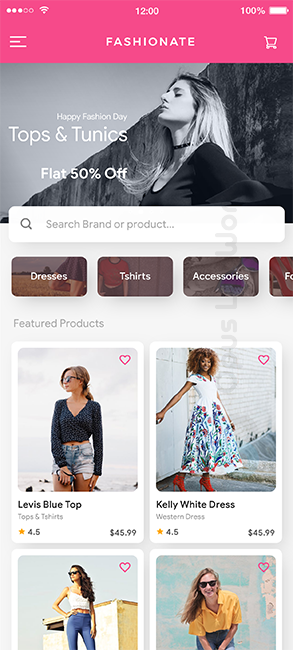 12:00
100%
FASHIONATE
Happy Fashion Day
Tops & Tunics
Flat 50% Off
Search Brand or product...
Dresses
Tshirts
Accessories
Fo
Featured Products
Levis Blue Top
Tops & Tshirts
4.5
$45.99
Kelly White Dress
Western Dress
4.5
$45.99